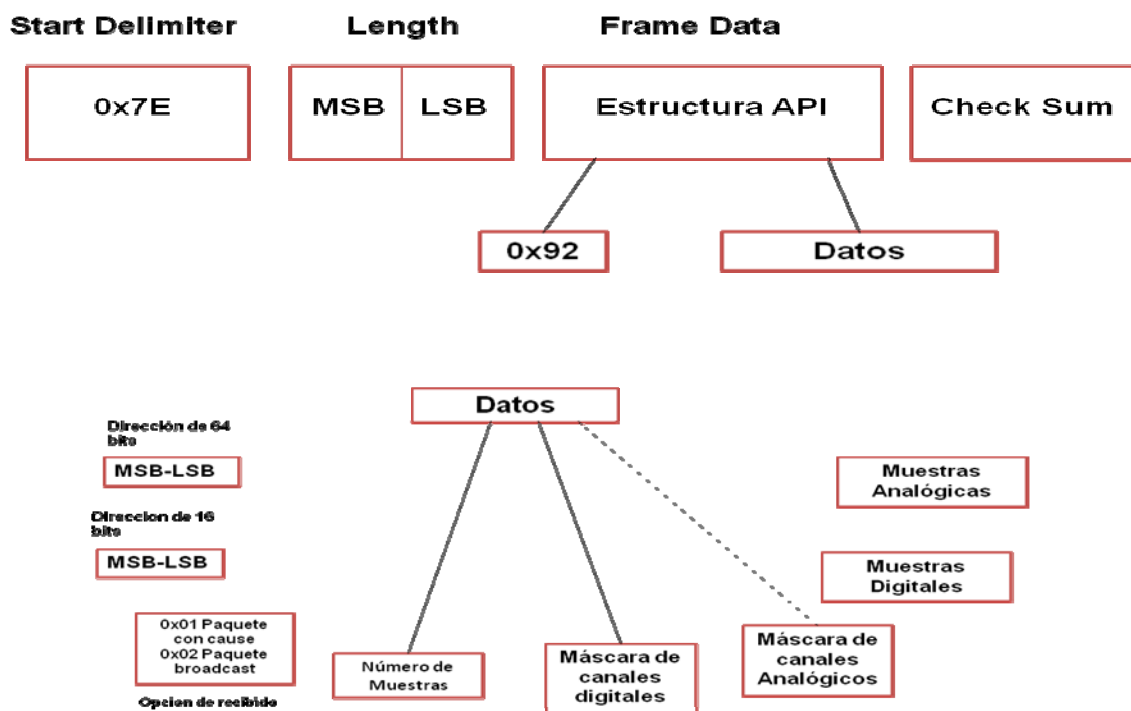 Start Delimiter
Length
Frame Data
0x7E
MSB
LSB
Estructura API
Check Sum
0x92
Datos
Datos
Dirección de 64
bits
MSB-LSB
Direccion de 16
bits
MSB-LSB
0x01 Paquete
con cause
0x02 Paquete
broadcast
Opcion de recibido
Número de
Muestras
Máscara de
canales
digitales
Máscara de
canales
Analógicos
Muestras
Analógicas
Muestras
Digitales